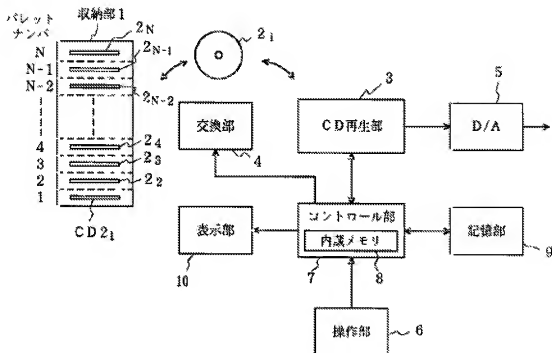 パレット
ナンバ
収納部1
N
N-1
N-2
4
3
2
1
2N
2N-1
2N-2
24
23
22
CD21
2i
3
CD再生部
5
D/A
交換部
4
コントロール部
内蔵メモリ
7
8
表示部
10
記憶部
9
操作部
6